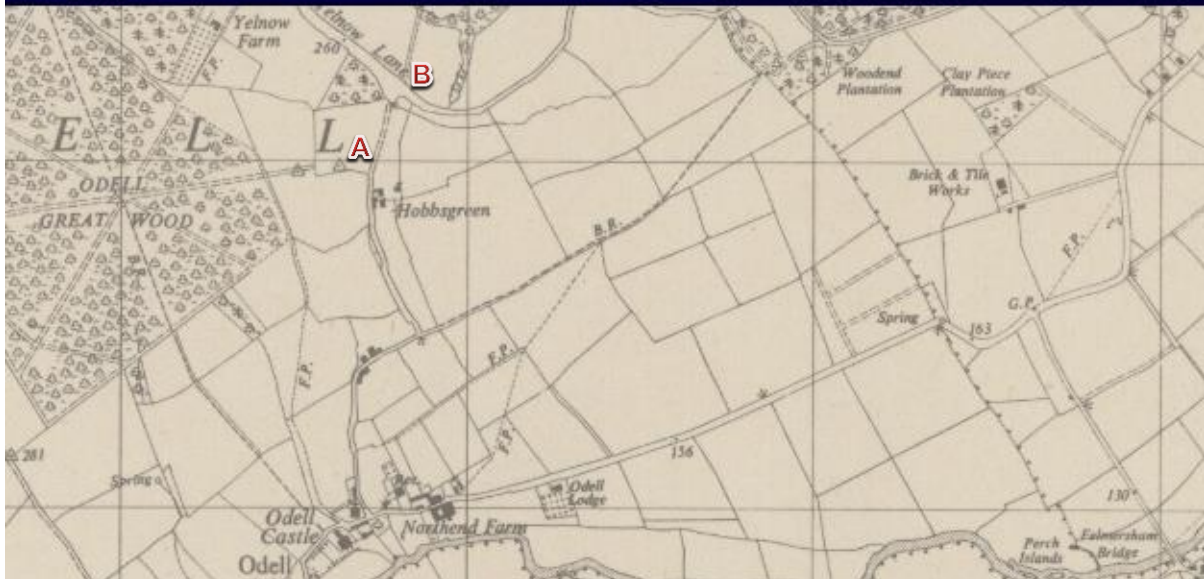 Yelnow
Farm
260
Yelnow Lane
B
F.P.
Woodend
Plantation
Clay Piece
Plantation
E L L
A
ODELL
GREAT WOOD
Brick & Tile
Works
Hobbsgreen
B.R.
B.R.
F.P.
G.P.
Spring
163
F.P.
F.P.
B.R.
F.P.
281
Spring
Rec.
156
Odell
Lodge
130
Odell
Castle
Northend Farm
Odell
Perch
Islands
Bridge